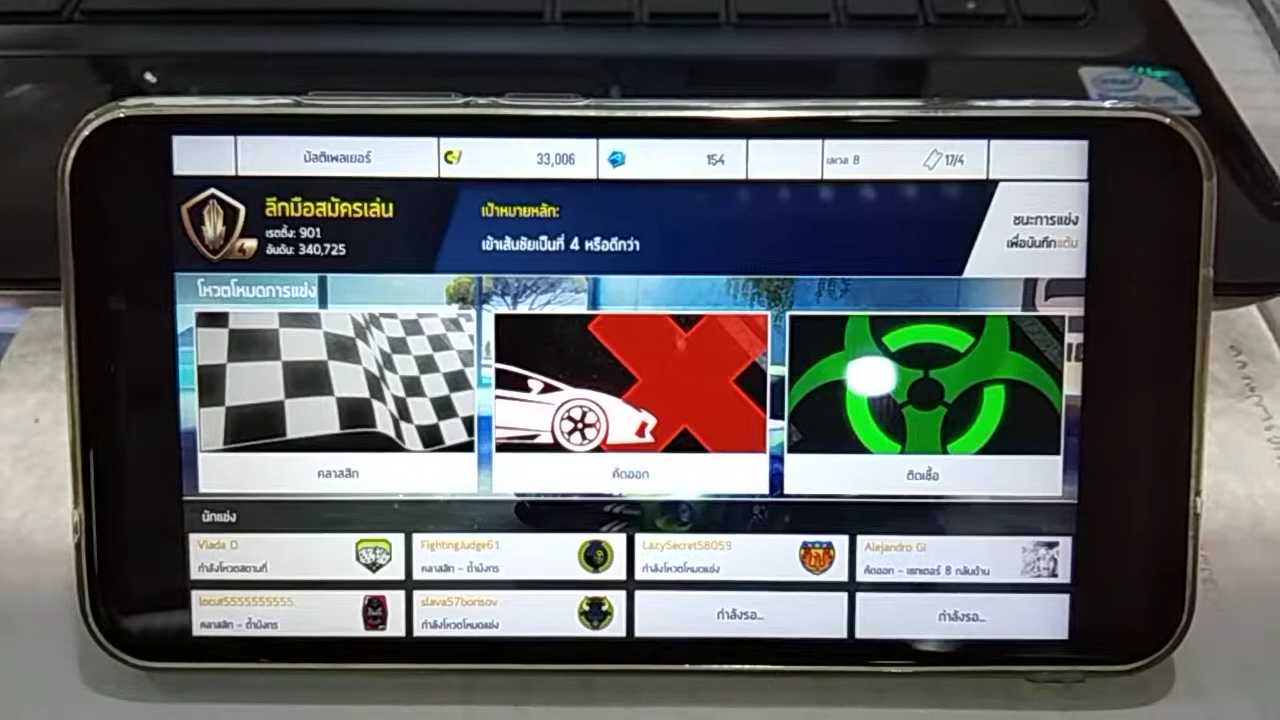 มัลติเพลเยอร์
33,006
154
เลเวล 8
17/4
ลีกมือสมัครเล่น
เรตติ้ง: 901
อันดับ: 340,725
4
เป้าหมายหลัก:
เข้าเส้นชัยเป็นที่ 4 หรือดีกว่า
ชนะการแข่ง
เพื่อบันทึกแต้ม
โหวตโหมดการแข่ง
คลาสสิก
คัดออก
ติดเชื้อ
นักแข่ง
Vlada O.
กำลังโหวตสถานที่
FightingJudge61
คลาสสิก - ถ้ำมังกร
LazySecret58059
กำลังโหวตโหมดแข่ง
Alejandro Gl
คัดออก - เซกเตอร์ 8 กลับด้าน
locut5555555555
คลาสสิก - ถ้ำมังกร
slava57borisov
กำลังโหวตโหมดแข่ง
กำลังรอ...
กำลังรอ...